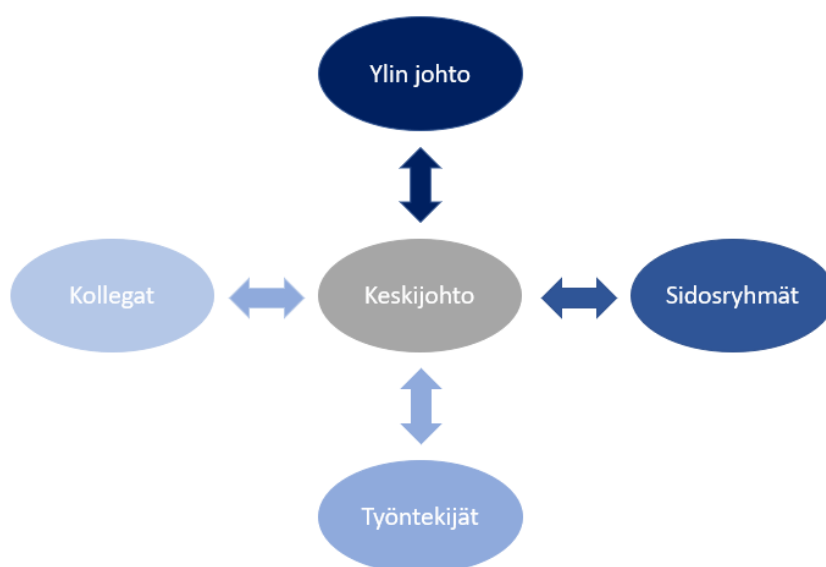 Ylin johto
Kollegat
Keskijohto
Sidosryhmät
Työntekijät